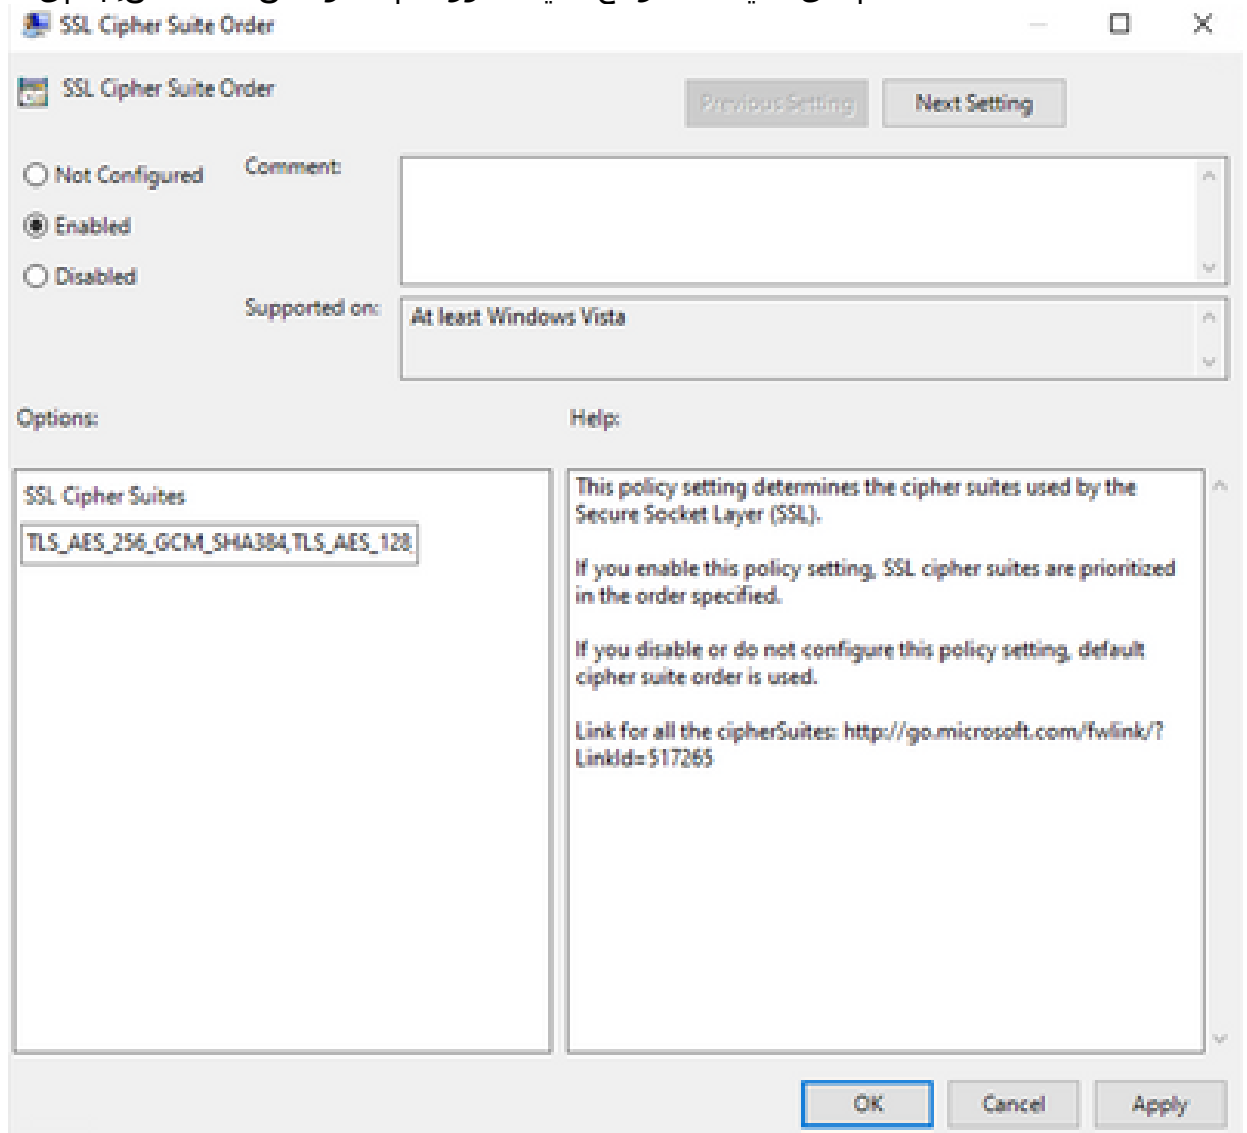 SSL Cipher Suite Order
SSL Cipher Suite Order
Previous Setting
Next Setting
Not Configured
Comment:
Enabled
Disabled
Supported on:
At least Windows Vista
Options:
Help:
SSL Cipher Suites
TLS_AES_256_GCM_SHA384,TLS_AES_128
This policy setting determines the cipher suites used by the
Secure Socket Layer (SSL).
If you enable this policy setting, SSL cipher suites are prioritized
in the order specified.
If you disable or do not configure this policy setting, default
cipher suite order is used.
Link for all the cipherSuites: http://go.microsoft.com/fwlink/?
LinkId=517265
OK
Cancel
Apply